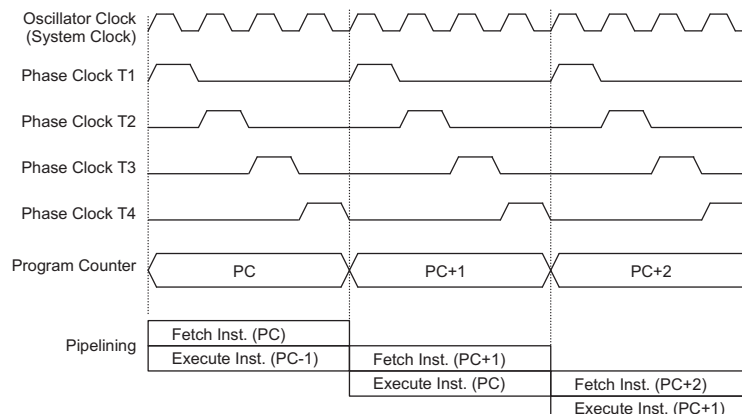 Oscillator Clock
(System Clock)
Phase Clock T1
Phase Clock T2
Phase Clock T3
Phase Clock T4
Program Counter
PC
PC+1
PC+2
Pipelining
Fetch Inst. (PC)
Execute Inst. (PC-1)
Fetch Inst. (PC+1)
Execute Inst. (PC)
Fetch Inst. (PC+2)
Execute Inst. (PC+1)